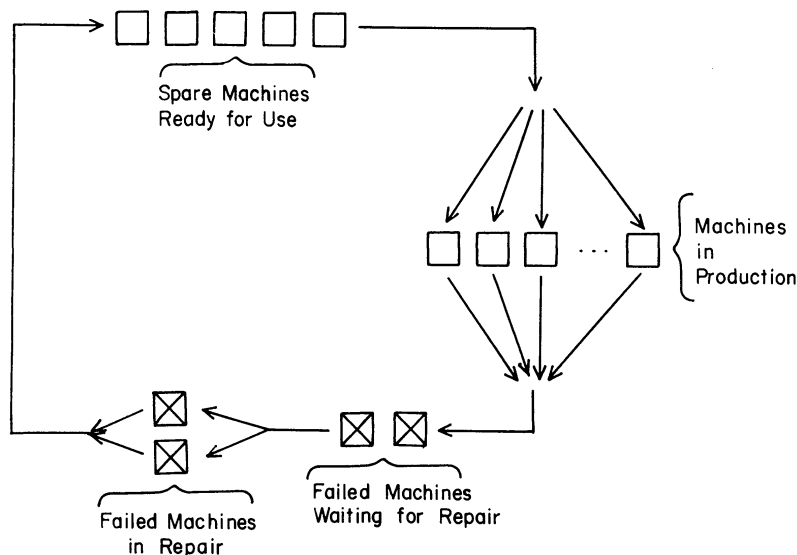 Spare Machines
Ready for Use
Machines
in
Production
Failed Machines
Waiting for Repair
Failed Machines
in Repair